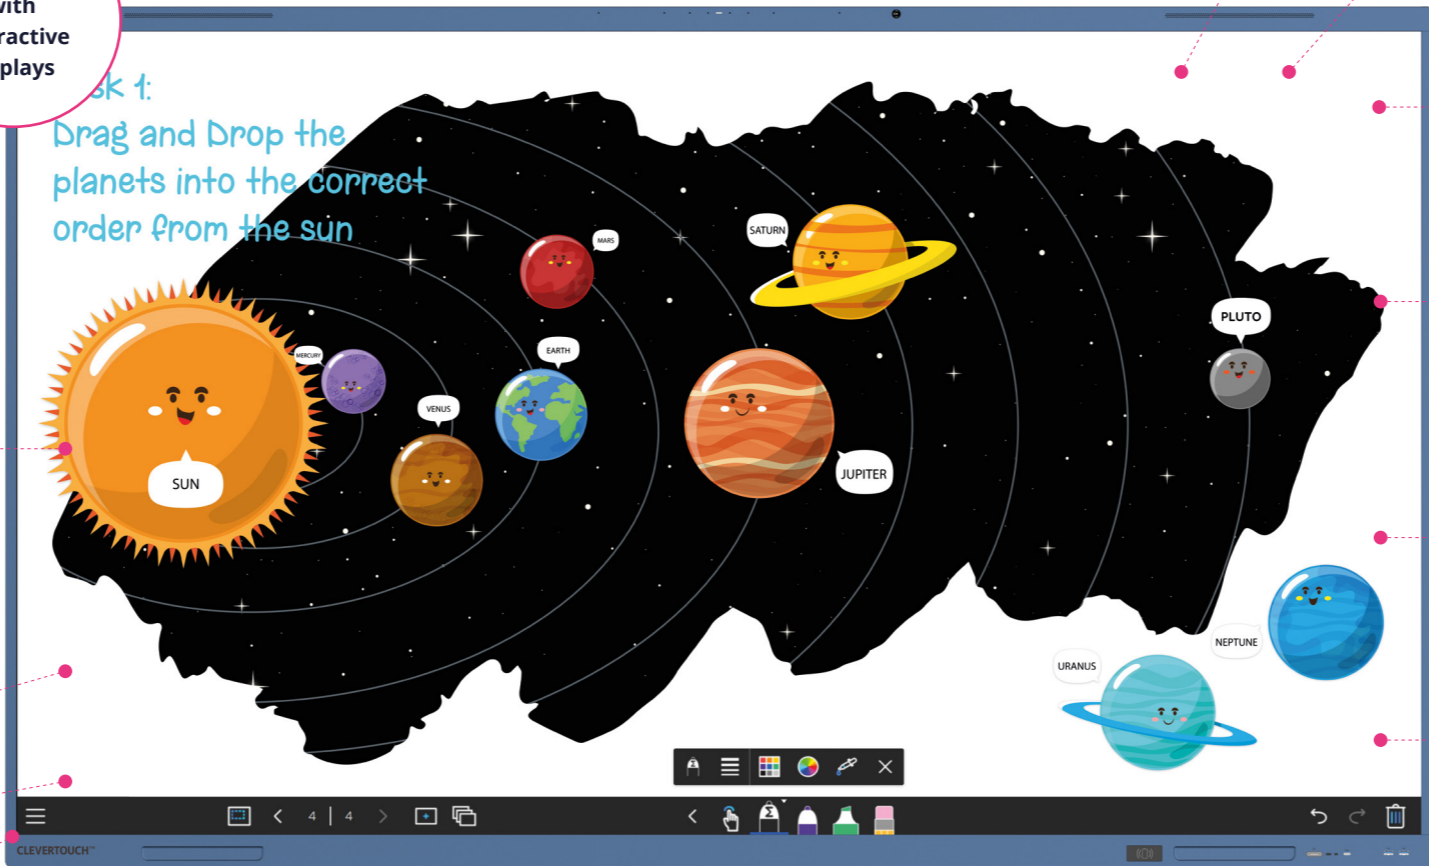 with
ractive
plays
sk 1:
Drag and Drop the
planets into the correct
order from the sun
MARS
SATURN
PLUTO
MERCURY
EARTH
VENUS
SUN
JUPITER
NEPTUNE
URANUS
4 | 4
Σ
CLEVERTOUCH™